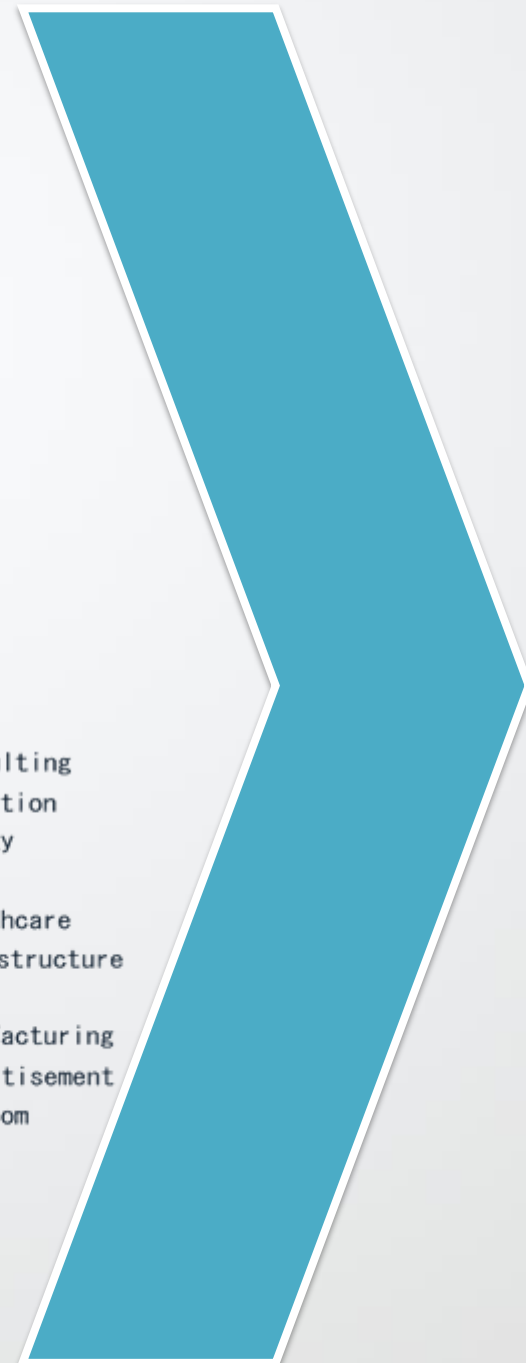 lting
tion
y
hcare
structure
acturing
tisement
om